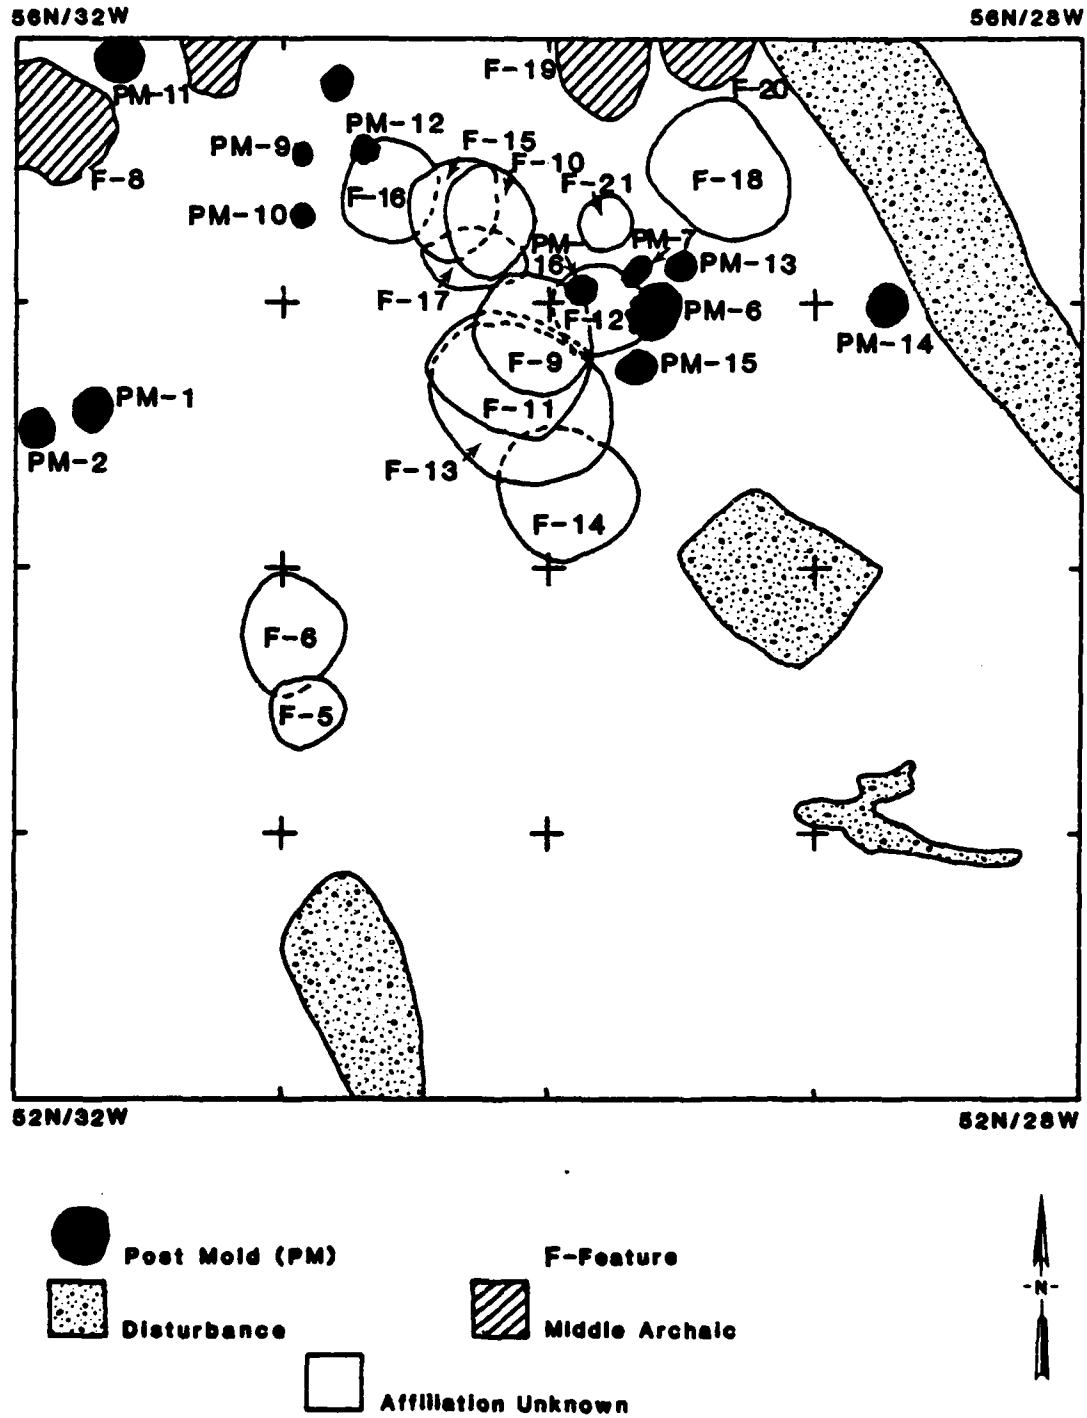 56N/32W
56N/28W
F-19
F-20
PM-11
PM-12
F-15
PM-9
F-10
F-8
F-21
F-18
F-16
PM-10
PM-7
PM-
16
PM-13
F-17
F-12
PM-6
PM-14
F-9
PM-15
PM-1
F-11
PM-2
F-13
F-14
F-6
F-5
52N/32W
52N/28W
Post Mold (PM)
F-Feature
-N-
Disturbance
Middle Archaic
Affiliation Unknown